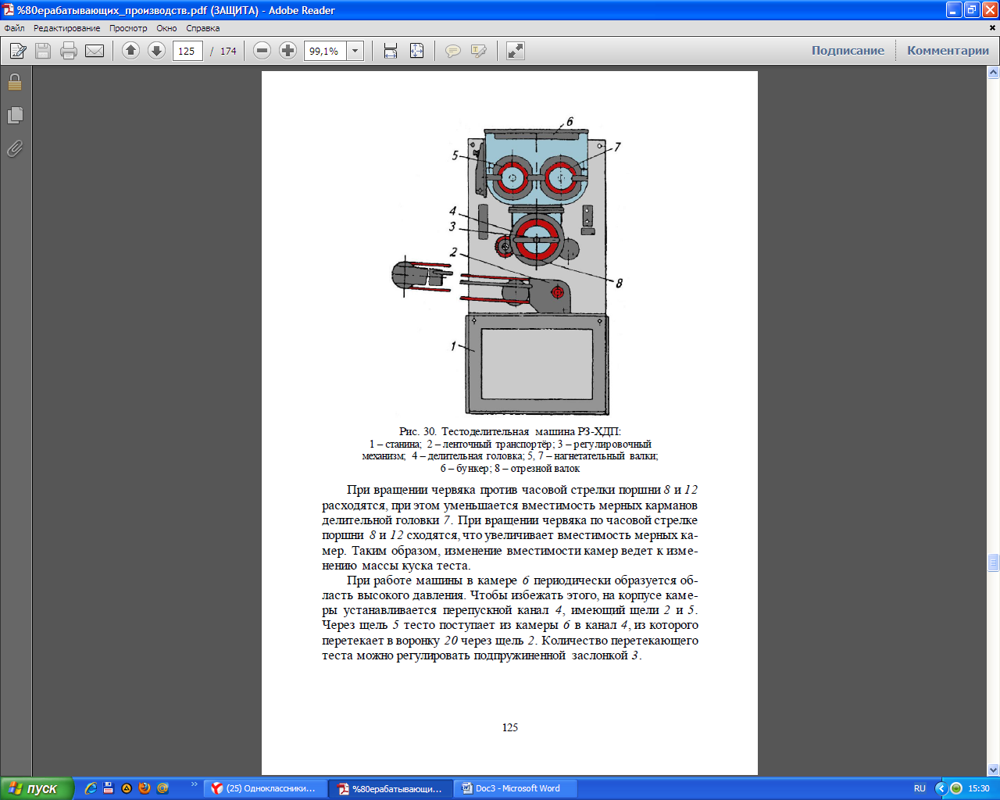 %80ерабатывающих_производств.pdf (ЗАЩИТА) - Adobe Reader
Файл Редактирование Просмотр Окно Справка
125 / 174 99,1% Подписание Комментарии
6
5 7
4
3
2
8
1
Рис. 30. Тестоделительная машина РЗ-ХДП:
1 – станина; 2 – ленточный транспортёр; 3 – регулировочный
механизм; 4 – делительная головка; 5, 7 – нагнетательный валки;
6 – бункер; 8 – отрезной валок
При вращении червяка против часовой стрелки поршни 8 и 12
расходятся, при этом уменьшается вместимость мерных карманов
делительной головки 7. При вращении червяка по часовой стрелке
поршни 8 и 12 сходятся, что увеличивает вместимость мерных ка-
мер. Таким образом, изменение вместимости камер ведет к изме-
нению массы куска теста.
При работе машины в камере 6 периодически образуется об-
ласть высокого давления. Чтобы избежать этого, на корпусе каме-
ры устанавливается перепускной канал 4, имеющий щели 2 и 5.
Через щель 5 тесто поступает из камеры 6 в канал 4, из которого
перетекает в воронку 20 через щель 2. Количество перетекающего
теста можно регулировать подпружиненной заслонкой 3.
125
пуск (25) Одноклассники... %80ерабатывающи... Doc3 - Microsoft Word RU 15:30